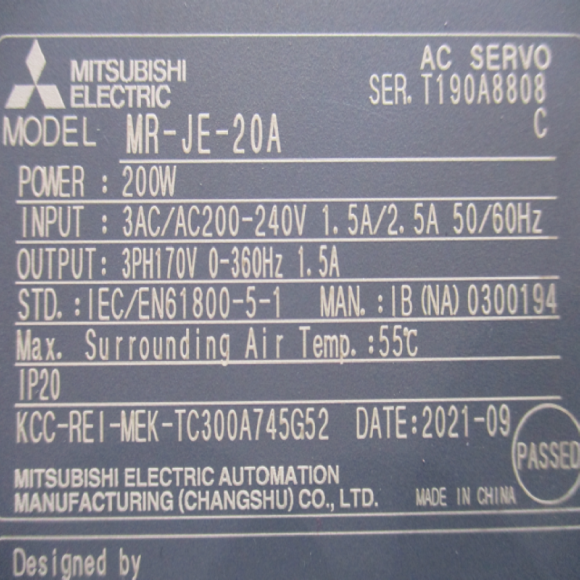 MITSUBISHI
ELECTRIC
AC SERVO
SER. T190A8808
C
MODEL MR-JE-20A
POWER : 200W
INPUT : 3AC/AC200-240V 1.5A/2.5A 50/60Hz
OUTPUT: 3PH170V 0-360Hz 1.5A
STD. : IEC/EN61800-5-1 MAN. : IB(NA)0300194
Max. Surrounding Air Temp. :55℃
IP20
KCC-REI-MEK-TC300A745G52 DATE:2021-09
PASSED
MITSUBISHI ELECTRIC AUTOMATION
MANUFACTURING (CHANGSHU) CO., LTD. MADE IN CHINA
Designed by